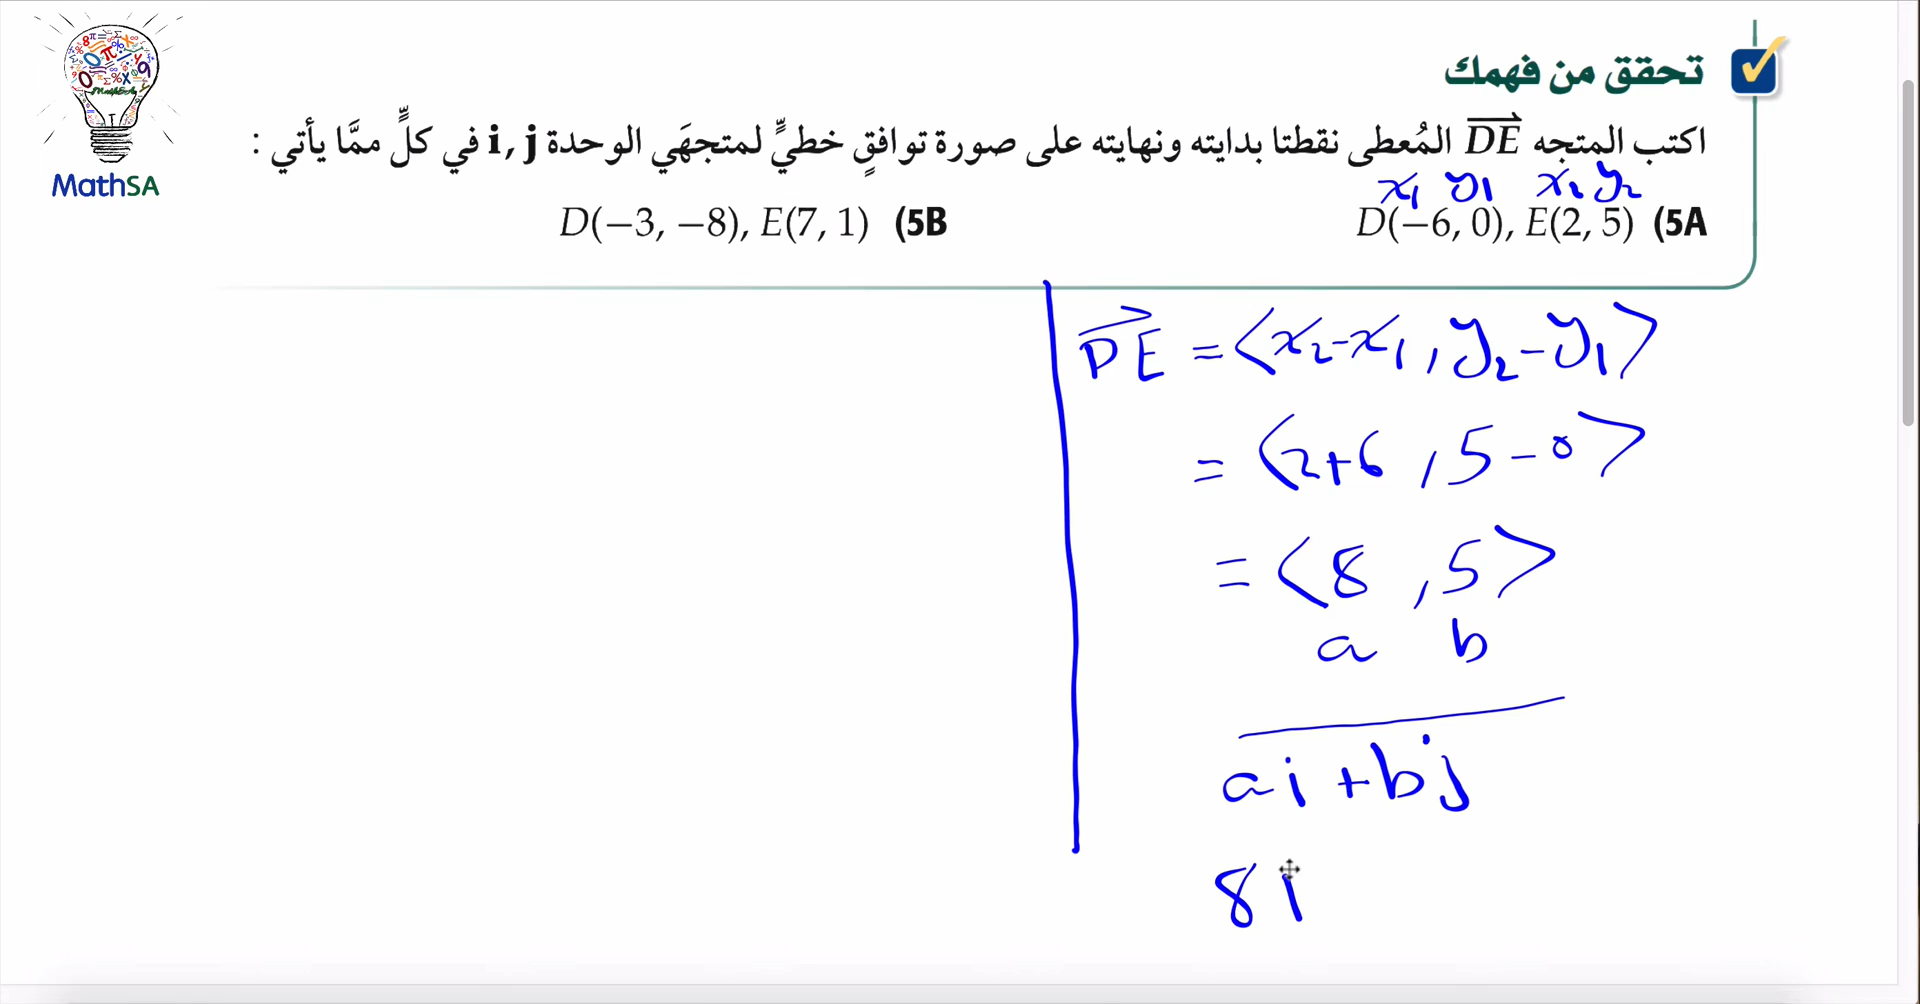 MathSA
تحقق من فهمك
اكتب المتجه DE المُعطى نقطتا بدايته ونهايته على صورة توافقٍ خطيٍّ لمتجهَي الوحدة i, j في كلٍّ ممَّا يأتي :
x₁ y₁ x₂ y₂
D(−6, 0), E(2, 5) (5A
D(−3, −8), E(7, 1) (5B
DE = ⟨x₂-x₁, y₂-y₁⟩
= ⟨2+6, 5-0⟩
= ⟨8, 5⟩
a b
ai + bj
8i